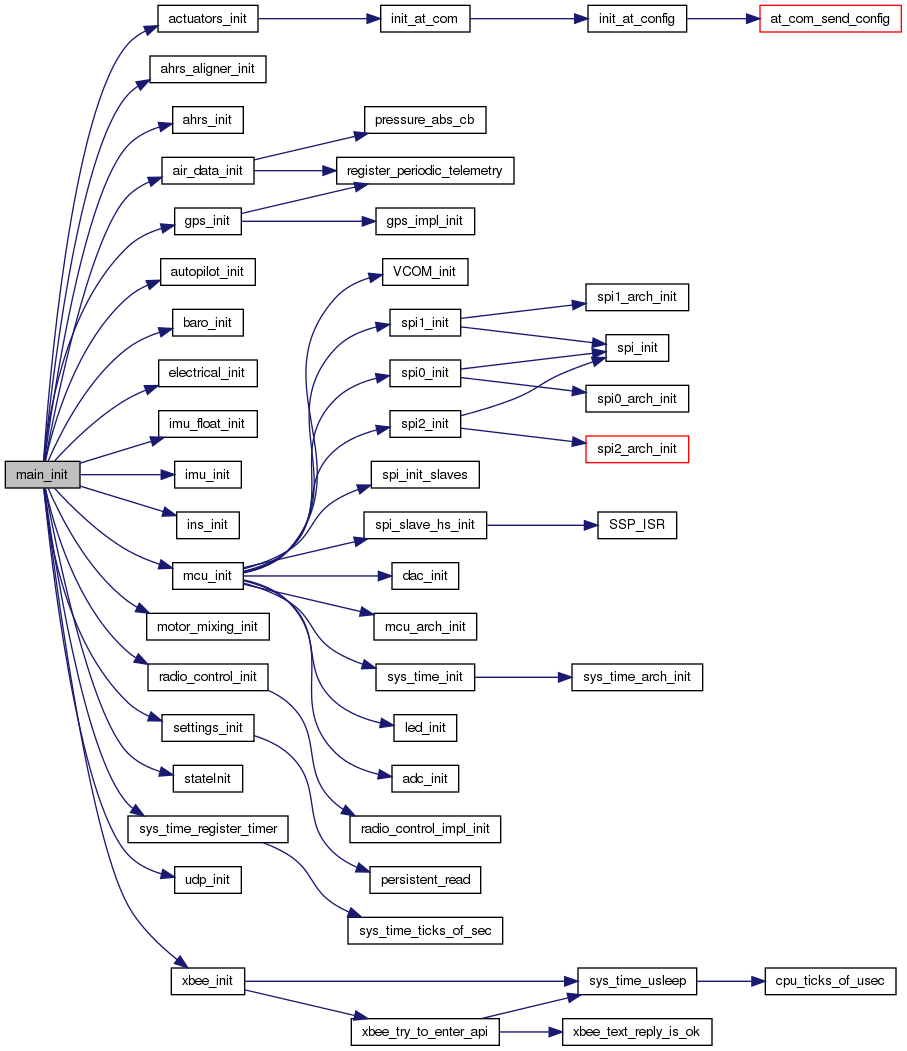 actuators_init
init_at_com
init_at_config
at_com_send_config
ahrs_aligner_init
ahrs_init
pressure_abs_cb
air_data_init
register_periodic_telemetry
gps_init
gps_impl_init
autopilot_init
VCOM_init
spi1_arch_init
baro_init
spi1_init
spi_init
electrical_init
spi0_init
spi0_arch_init
imu_float_init
spi2_init
spi2_arch_init
main_init
imu_init
spi_init_slaves
ins_init
spi_slave_hs_init
SSP_ISR
mcu_init
dac_init
motor_mixing_init
mcu_arch_init
radio_control_init
sys_time_init
sys_time_arch_init
settings_init
led_init
stateInit
adc_init
sys_time_register_timer
radio_control_impl_init
udp_init
persistent_read
sys_time_ticks_of_sec
xbee_init
sys_time_usleep
cpu_ticks_of_usec
xbee_try_to_enter_api
xbee_text_reply_is_ok